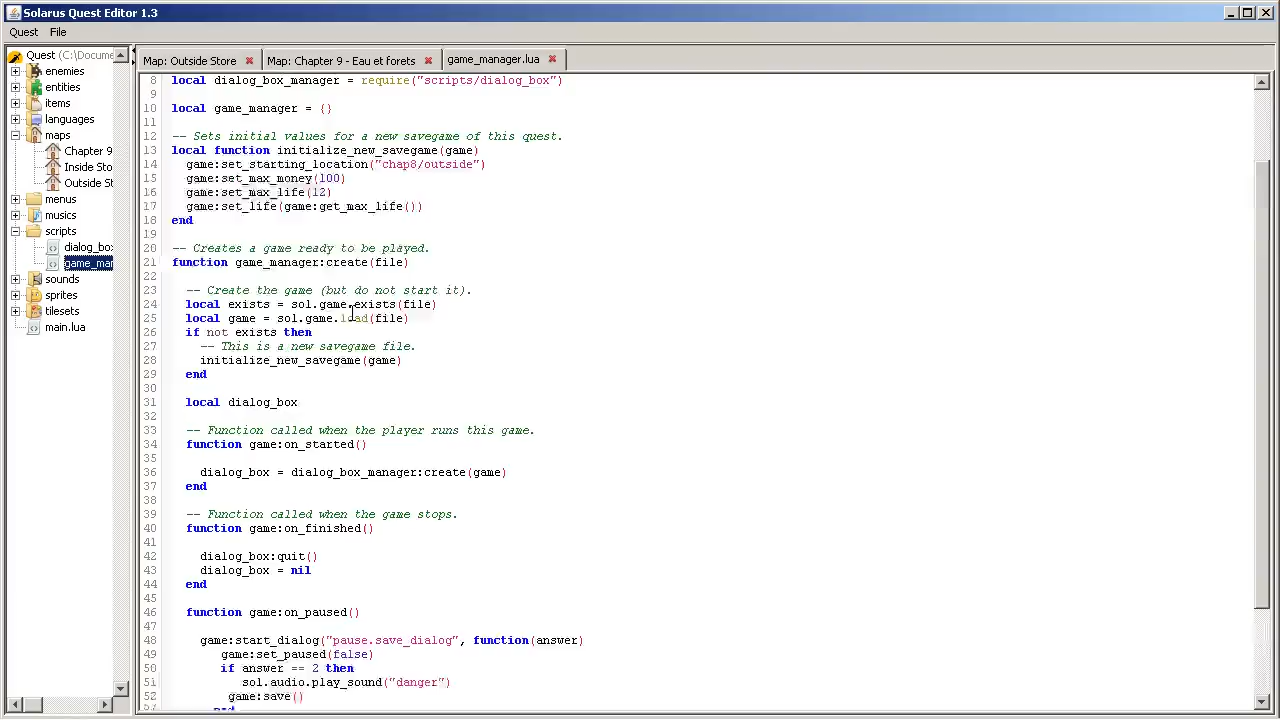 Solarus Quest Editor 1.3
Quest File
Quest (C:\Docume
enemies
entities
items
languages
maps
Chapter 9
Inside Sto
Outside St
menus
musics
scripts
dialog_box
game_man
sounds
sprites
tilesets
main.lua
Map: Outside Store
Map: Chapter 9 - Eau et forets
game_manager.lua
8 local dialog_box_manager = require("scripts/dialog_box")
9
10 local game_manager = {}
11
12 -- Sets initial values for a new savegame of this quest.
13 local function initialize_new_savegame(game)
14 game:set_starting_location("chap8/outside")
15 game:set_max_money(100)
16 game:set_max_life(12)
17 game:set_life(game:get_max_life())
18 end
19
20 -- Creates a game ready to be played.
21 function game_manager:create(file)
22
23 -- Create the game (but do not start it).
24 local exists = sol.game.exists(file)
25 local game = sol.game.load(file)
26 if not exists then
27 -- This is a new savegame file.
28 initialize_new_savegame(game)
29 end
30
31 local dialog_box
32
33 -- Function called when the player runs this game.
34 function game:on_started()
35
36 dialog_box = dialog_box_manager:create(game)
37 end
38
39 -- Function called when the game stops.
40 function game:on_finished()
41
42 dialog_box:quit()
43 dialog_box = nil
44 end
45
46 function game:on_paused()
47
48 game:start_dialog("pause.save_dialog", function(answer)
49 game:set_paused(false)
50 if answer == 2 then
51 sol.audio.play_sound("danger")
52 game:save()
53 end